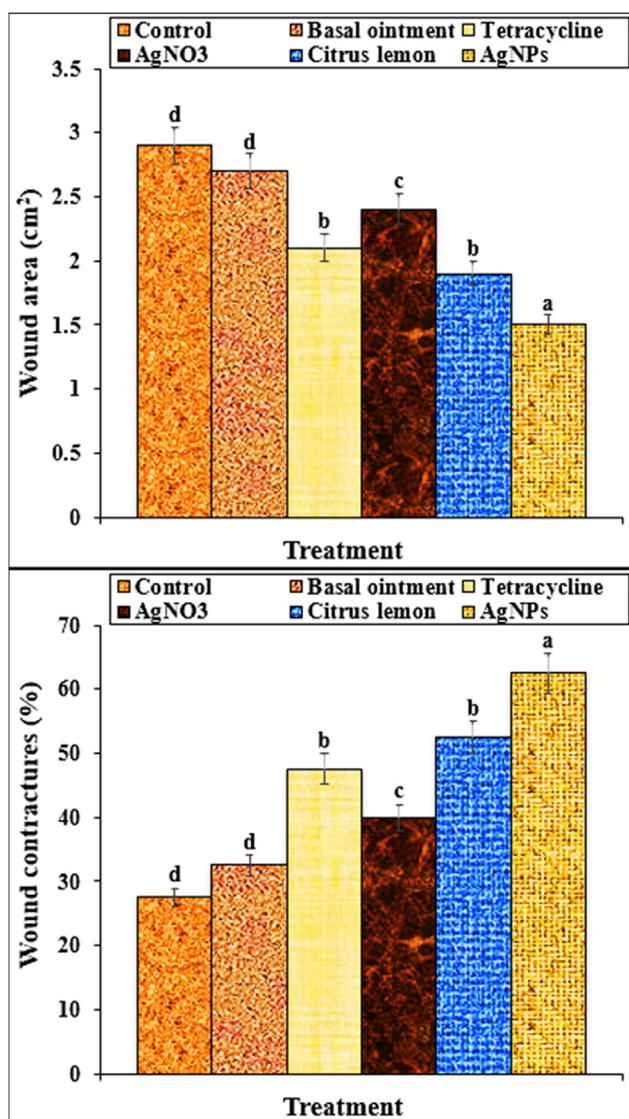 Control Basal ointment Tetracycline
AgNO3 Citrus lemon AgNPs
3.5
3
2.5
2
1.5
1
0.5
0
Wound area (cm²)
d
d
b
c
b
a
Treatment
Control Basal ointment Tetracycline
AgNO3 Citrus lemon AgNPs
70
60
50
40
30
20
10
0
Wound contractures (%)
d
d
b
c
b
a
Treatment